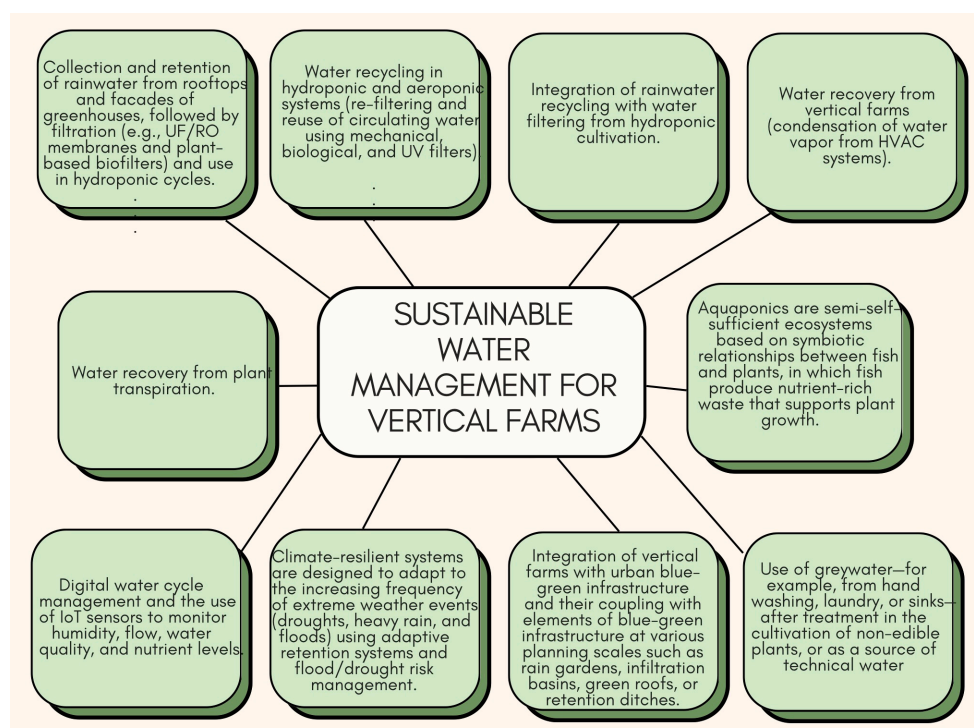 Collection and retention
of rainwater from rooftops
and facades of
greenhouses, followed by
filtration (e.g., UF/RO
membranes and plant-
based biofilters) and use
in hydroponic cycles.
.
.
.
Water recycling in
hydroponic and aeroponic
systems (re-filtering and
reuse of circulating water
using mechanical,
biological, and UV filters).
.
.
.
Integration of rainwater
recycling with water
filtering from hydroponic
cultivation.
Water recovery from
vertical farms
(condensation of water
vapor from HVAC
systems).
Water recovery from plant
transpiration.
SUSTAINABLE
WATER
MANAGEMENT FOR
VERTICAL FARMS
Aquaponics are semi-self-
sufficient ecosystems
based on symbiotic
relationships between fish
and plants, in which fish
produce nutrient-rich
waste that supports plant
growth.
Digital water cycle
management and the use
of IoT sensors to monitor
humidity, flow, water
quality, and nutrient levels.
Climate-resilient systems
are designed to adapt to
the increasing frequency
of extreme weather events
(droughts, heavy rain, and
floods) using adaptive
retention systems and
flood/drought risk
management.
Integration of vertical
farms with urban blue-
green infrastructure
and their coupling with
elements of blue-green
infrastructure at various
planning scales such as
rain gardens, infiltration
basins, green roofs, or
retention ditches.
Use of greywater—for
example, from hand
washing, laundry, or sinks—
after treatment in the
cultivation of non-edible
plants, or as a source of
technical water